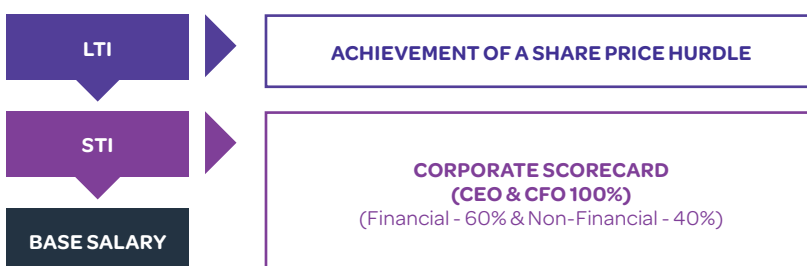 LTI
ACHIEVEMENT OF A SHARE PRICE HURDLE
STI
CORPORATE SCORECARD
(CEO & CFO 100%)
(Financial - 60% & Non-Financial - 40%)
BASE SALARY